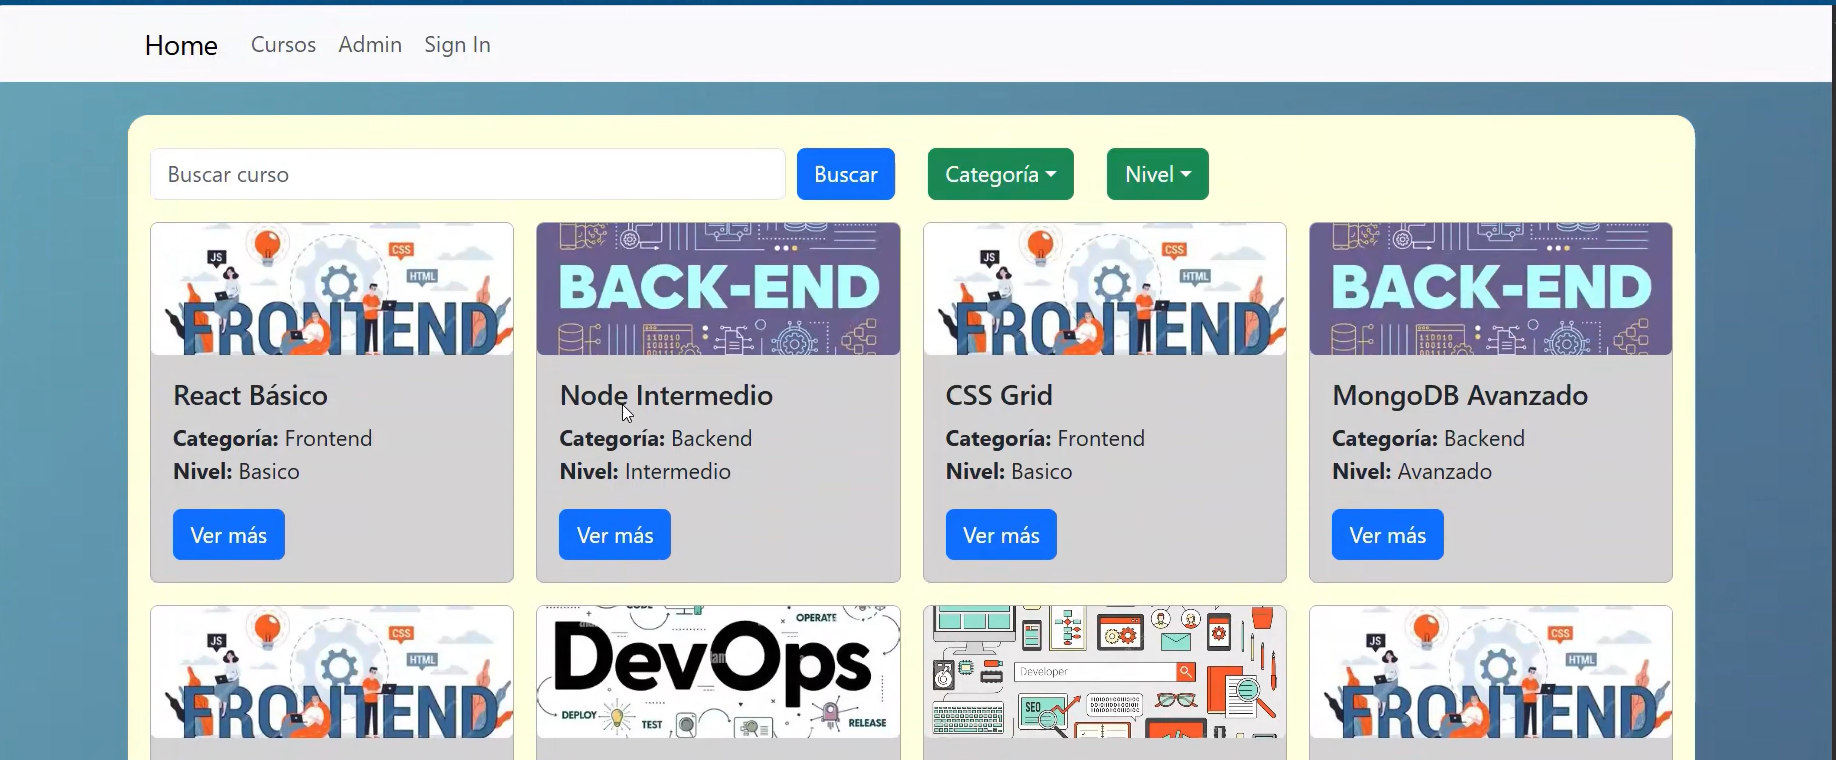 Home Cursos Admin Sign In
Buscar curso Buscar Categoría Nivel
JS CSS HTML FRONTEND
BACK-END
JS CSS HTML FRONTEND
BACK-END
React Básico
Categoría: Frontend
Nivel: Basico
Ver más
Node Intermedio
Categoría: Backend
Nivel: Intermedio
Ver más
CSS Grid
Categoría: Frontend
Nivel: Basico
Ver más
MongoDB Avanzado
Categoría: Backend
Nivel: Avanzado
Ver más
JS CSS HTML FRONTEND
CODE
OPERATE
DevOps
DEPLOY
TEST
RELEASE
Developer
SEO
JS CSS HTML FRONTEND